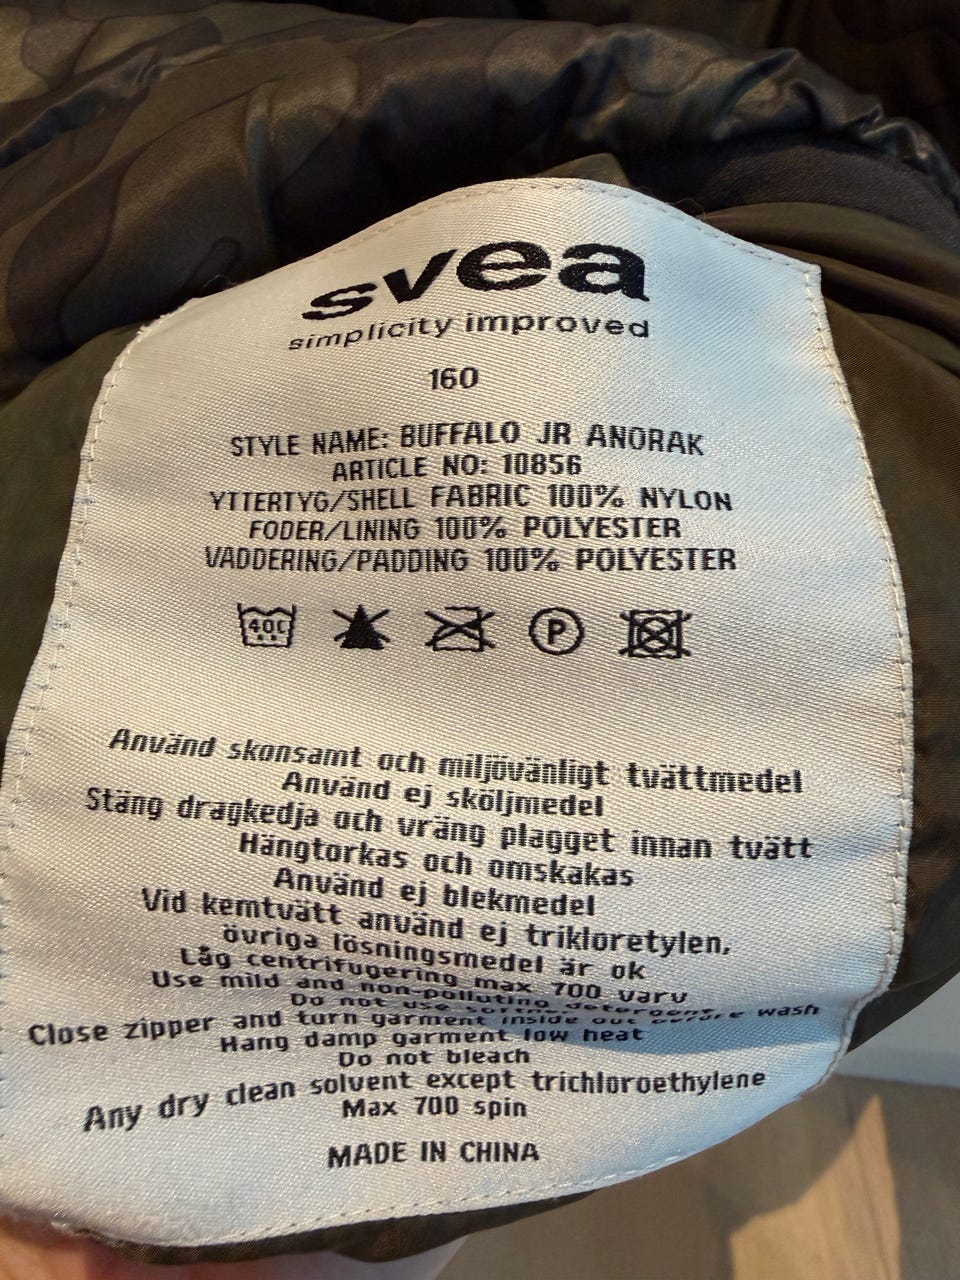 svea
simplicity improved
160
STYLE NAME: BUFFALO JR ANORAK
ARTICLE NO: 10856
YTTERTYG/SHELL FABRIC 100% NYLON
FODER/LINING 100% POLYESTER
VADDERING/PADDING 100% POLYESTER
40C P
Använd skonsamt och miljövänligt tvättmedel
Använd ej sköljmedel
Stäng dragkedja och vräng plagget innan tvätt
Hängtorkas och omskakas
Använd ej blekmedel
Vid kemtvätt använd ej trikloretylen,
övriga lösningsmedel är ok
Låg centrifugering max 700 varv
Use mild and non-polluting detergent
Do not use softner
Close zipper and turn garment inside out before wash
Hang damp garment low heat
Do not bleach
Any dry clean solvent except trichloroethylene
Max 700 spin
MADE IN CHINA